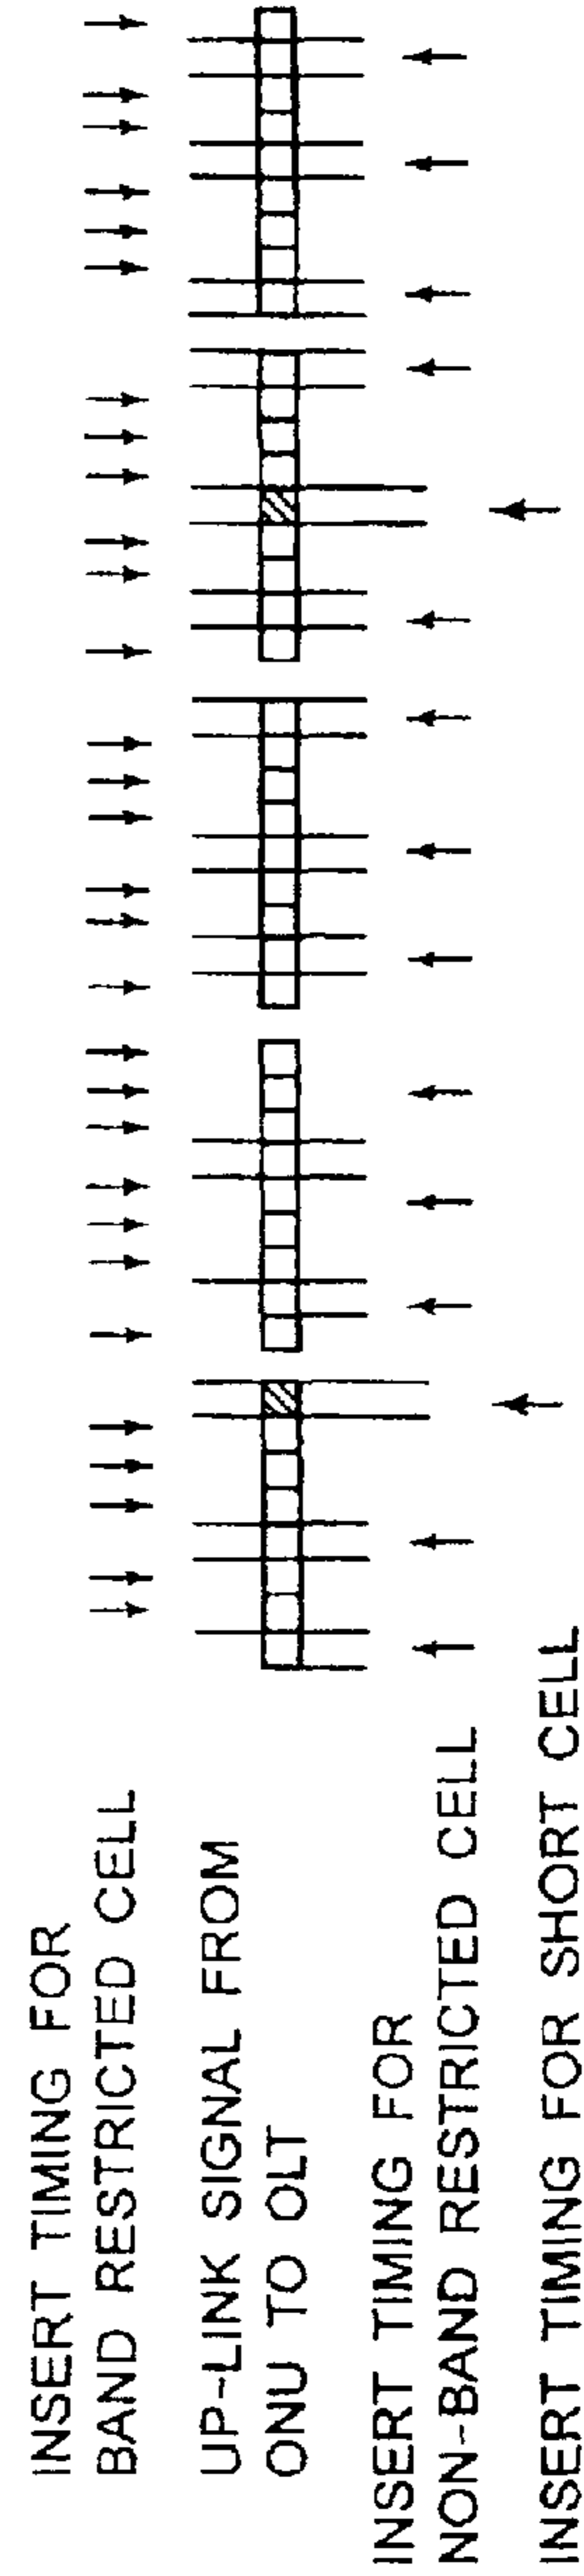 INSERT TIMING FOR
BAND RESTRICTED CELL
UP-LINK SIGNAL FROM
ONU TO OLT
INSERT TIMING FOR
NON-BAND RESTRICTED CELL
INSERT TIMING FOR SHORT CELL